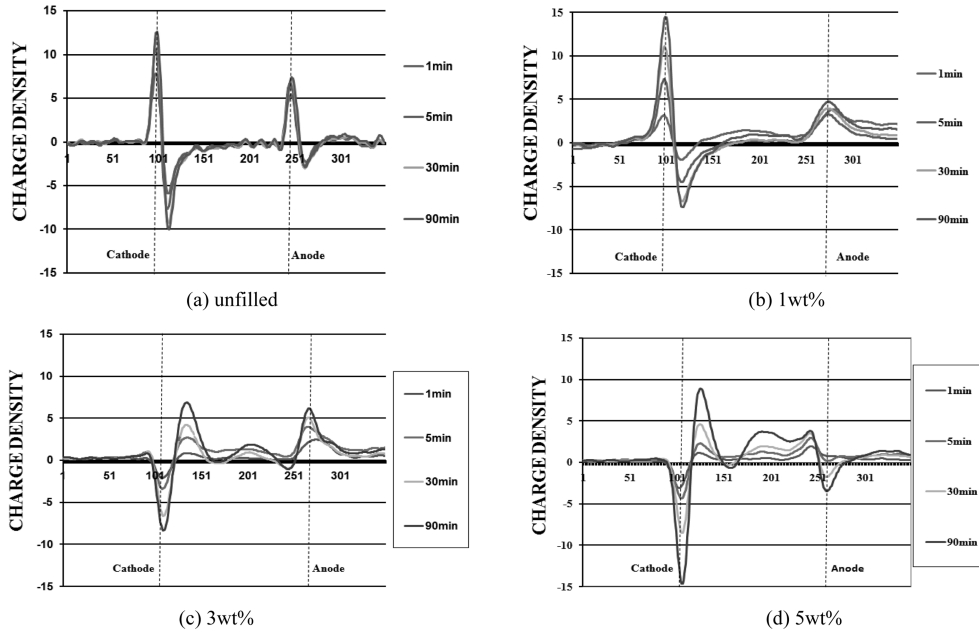 15
10
5
0
-5
-10
-15
CHARGE DENSITY
1 51 101 151 201 251 301
Cathode
Anode
1min
5min
30min
90min
(a) unfilled
15
10
5
0
-5
-10
-15
CHARGE DENSITY
1 51 101 151 201 251 301
Cathode
Anode
1min
5min
30min
90min
(b) 1wt%
15
10
5
0
-5
-10
-15
CHARGE DENSITY
1 51 101 151 201 251 301
Cathode
Anode
1min
5min
30min
90min
(c) 3wt%
15
10
5
0
-5
-10
-15
CHARGE DENSITY
1 51 101 151 201 251 301
Cathode
Anode
1min
5min
30min
90min
(d) 5wt%